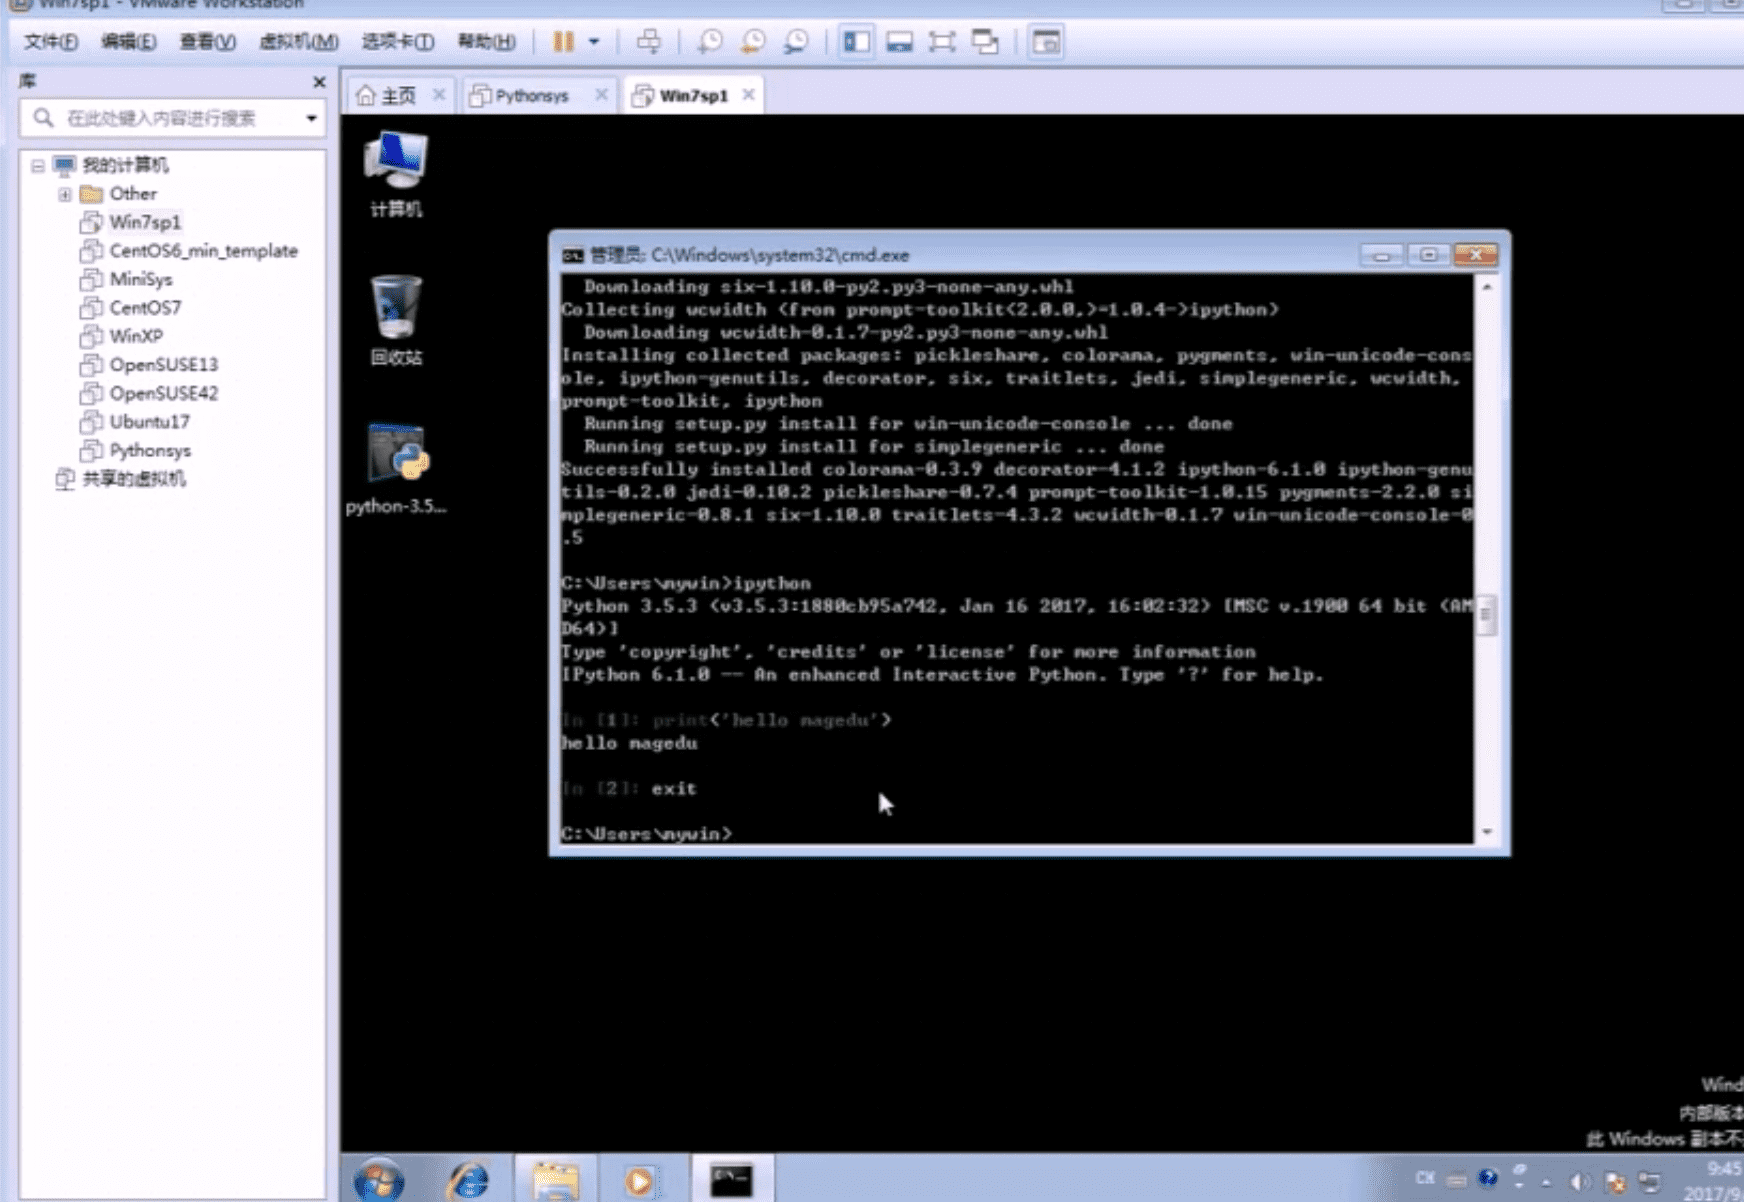 Win7sp1 - VMware Workstation
文件(F) 编辑(E) 查看(V) 虚拟机(M) 选项卡(T) 帮助(H)
库
在此处键入内容进行搜索
我的计算机
Other
Win7sp1
CentOS6_min_template
MiniSys
CentOS7
WinXP
OpenSUSE13
OpenSUSE42
Ubuntu17
Pythonsys
共享的虚拟机
主页 Pythonsys Win7sp1
计算机
回收站
python-3.5...
管理员: C:\Windows\system32\cmd.exe
Downloading six-1.10.0-py2.py3-none-any.whl
Collecting wcwidth (from prompt-toolkit<2.0.0,>=1.0.4->ipython)
Downloading wcwidth-0.1.7-py2.py3-none-any.whl
Installing collected packages: pickleshare, colorama, pygments, win-unicode-cons
ole, ipython-genutils, decorator, six, traitlets, jedi, simplegeneric, wcwidth,
prompt-toolkit, ipython
Running setup.py install for win-unicode-console ... done
Running setup.py install for simplegeneric ... done
Successfully installed colorama-0.3.9 decorator-4.1.2 ipython-6.1.0 ipython-genu
tils-0.2.0 jedi-0.10.2 pickleshare-0.7.4 prompt-toolkit-1.0.15 pygments-2.2.0 si
mplegeneric-0.8.1 six-1.10.0 traitlets-4.3.2 wcwidth-0.1.7 win-unicode-console-0
.5
C:\Users\mywin>ipython
Python 3.5.3 (v3.5.3:1880cb95a742, Jan 16 2017, 16:02:32) [MSC v.1900 64 bit (AM
D64)]
Type 'copyright', 'credits' or 'license' for more information
IPython 6.1.0 -- An enhanced Interactive Python. Type '?' for help.
In [1]: print('hello magedu')
hello magedu
In [2]: exit
C:\Users\mywin>
Wind
内部版本
此 Windows 副本不
CH
9:45
2017/9